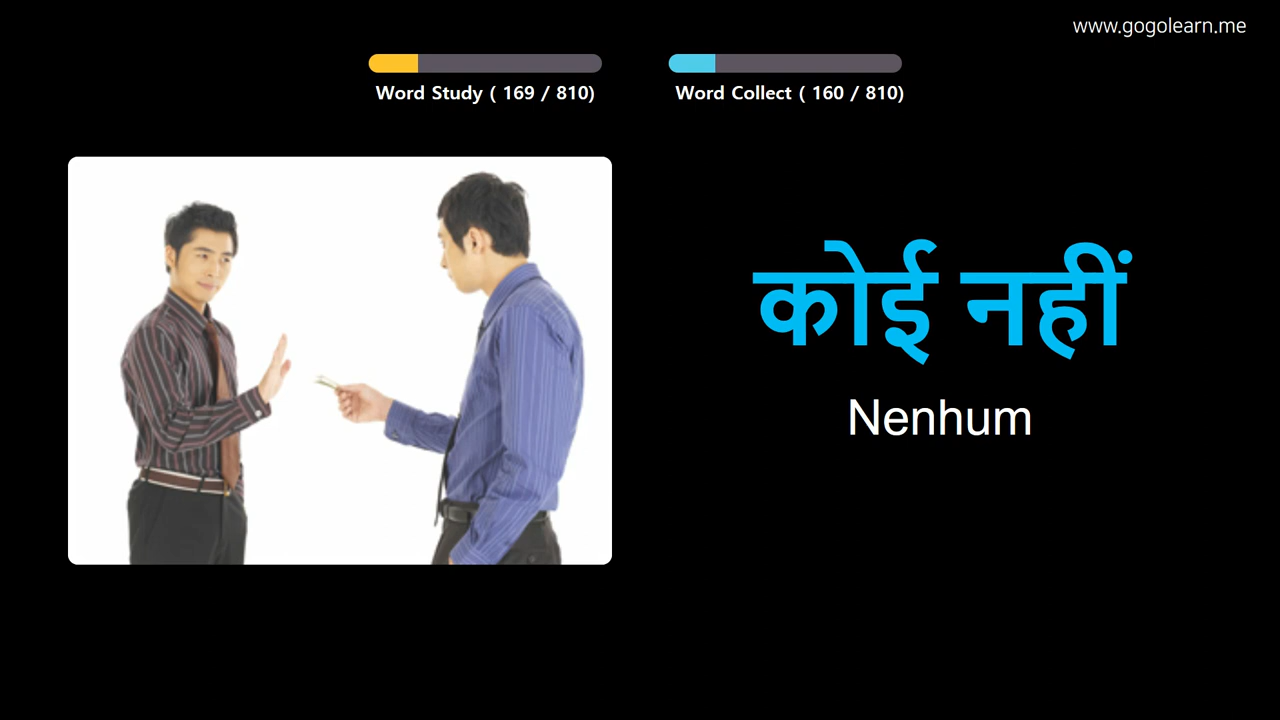 www.gogolearn.me
Word Study ( 169 / 810)
Word Collect ( 160 / 810)
कोई नहीं
Nenhum